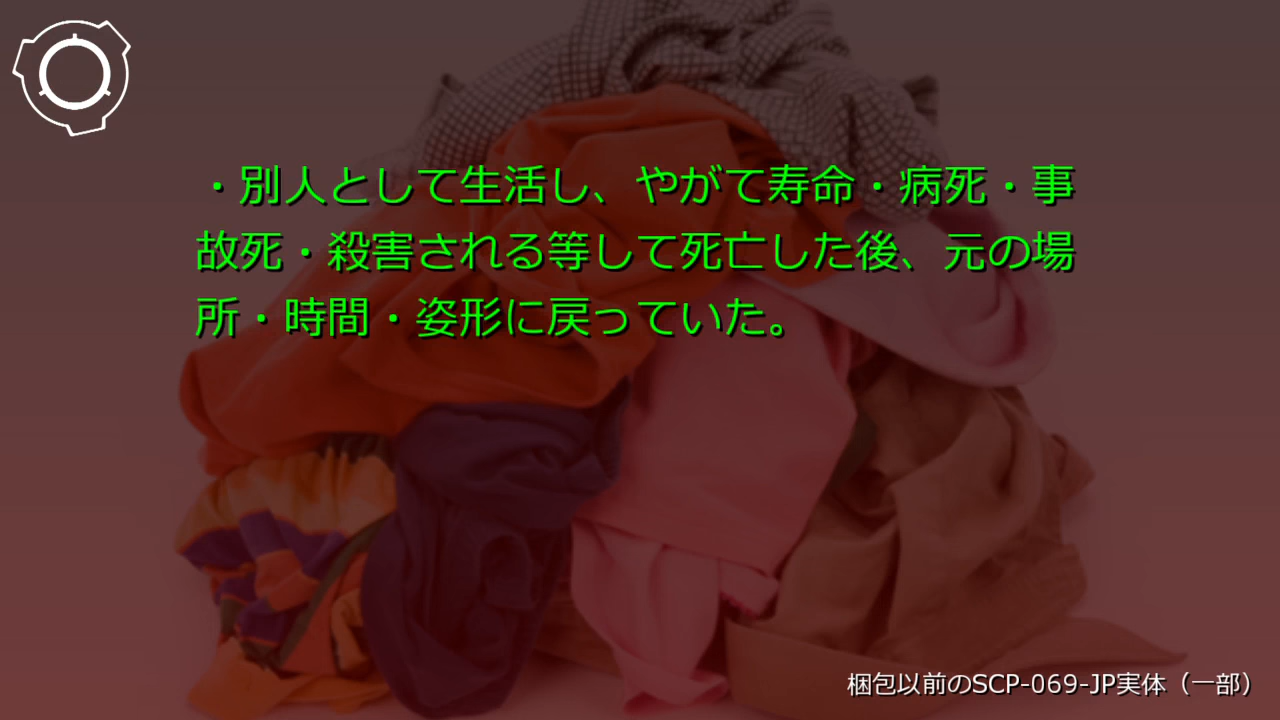 ・別人として生活し、やがて寿命・病死・事
故死・殺害される等して死亡した後、元の場
所・時間・姿形に戻っていた。
梱包以前のSCP-069-JP実体（一部）